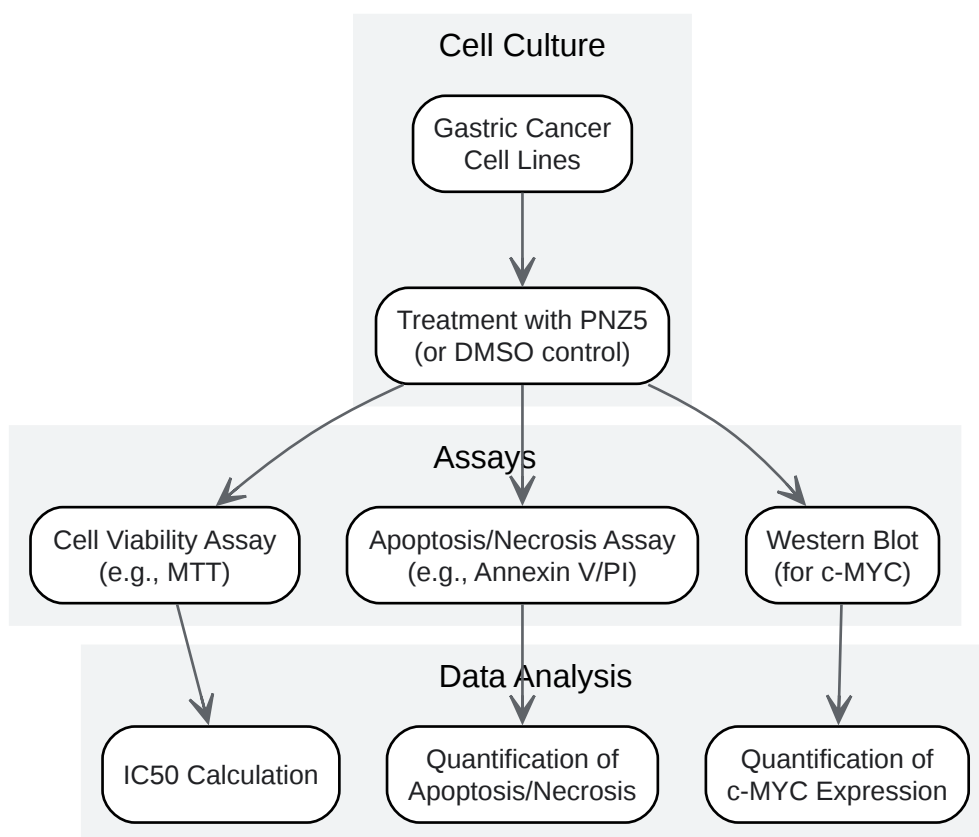 Cell Culture
Gastric Cancer
Cell Lines
Treatment with PNZ5
(or DMSO control)
Assays
Cell Viability Assay
(e.g., MTT)
Apoptosis/Necrosis Assay
(e.g., Annexin V/PI)
Western Blot
(for c-MYC)
Data Analysis
IC50 Calculation
Quantification of
Apoptosis/Necrosis
Quantification of
c-MYC Expression